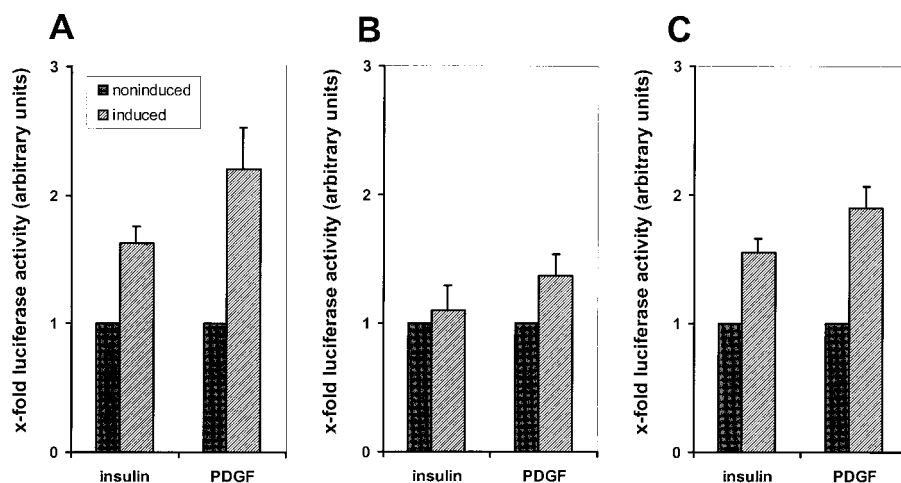 A
x-fold luciferase activity (arbitrary units)
3
2
1
0
noninduced
induced
insulin PDGF
B
x-fold luciferase activity (arbitrary units)
3
2
1
0
insulin PDGF
C
x-fold luciferase activity (arbitrary units)
3
2
1
0
insulin PDGF